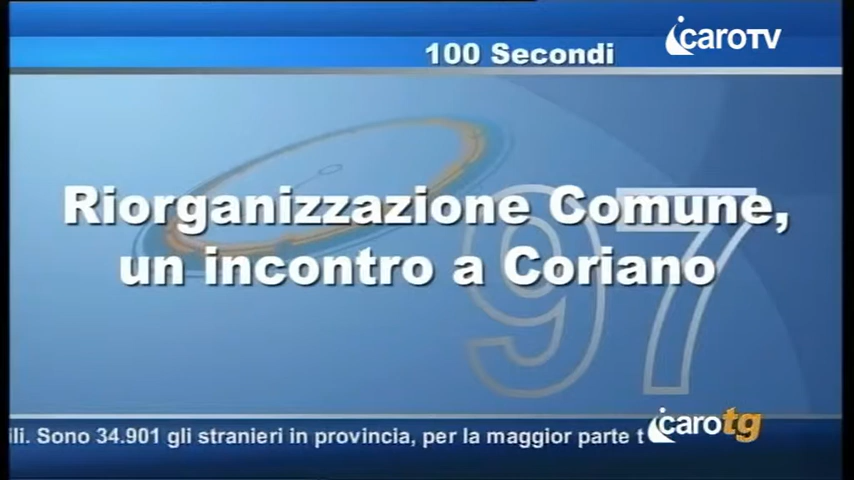 100 Secondi
icaroTV
Riorganizzazione Comune,
un incontro a Coriano
97
ili. Sono 34.901 gli stranieri in provincia, per la maggior parte t
icarotg